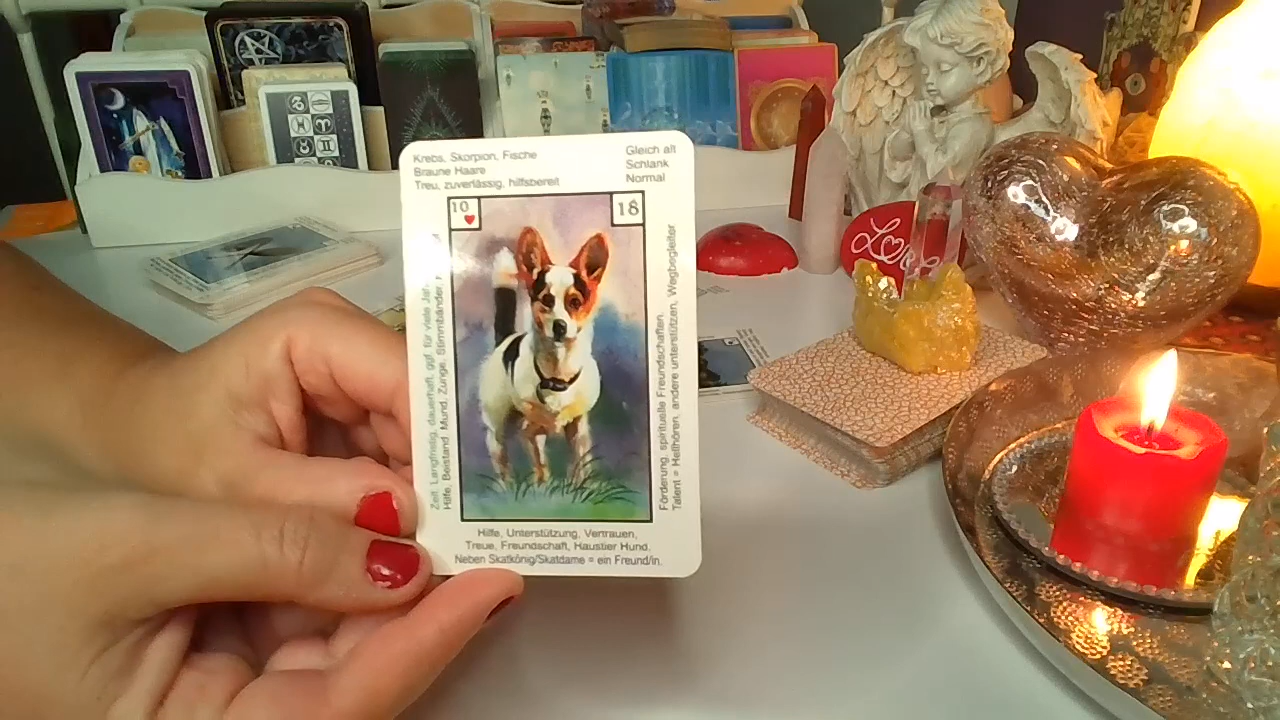 Krebs, Skorpion, Fische
Braune Haare
Treu, zuverlässig, hilfsbereit
Gleich alt
Schlank
Normal
10
18
Zeit: Langfristig, dauerhaft, ggf. für viele
Hilfe, Beistand, Mund, Zunge, Stimmbänder,
Förderung, spirituelle Freundschaften.
Talent = Hellhören, andere unterstützen, Wegbegleiter
Hilfe, Unterstützung, Vertrauen,
Treue, Freundschaft, Haustier Hund.
Neben Skatkönig/Skatdame = ein Freund/in.
Love